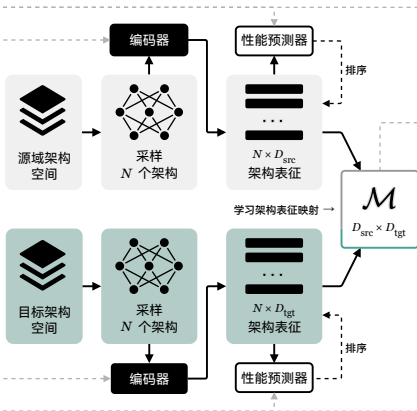 编码器
性能预测器
排序
源域架构
空间
采样
N 个架构
...
N × D_src
架构表征
学习架构表征映射 →
M
D_src × D_tgt
目标架构
空间
采样
N 个架构
...
N × D_tgt
架构表征
排序
编码器
性能预测器